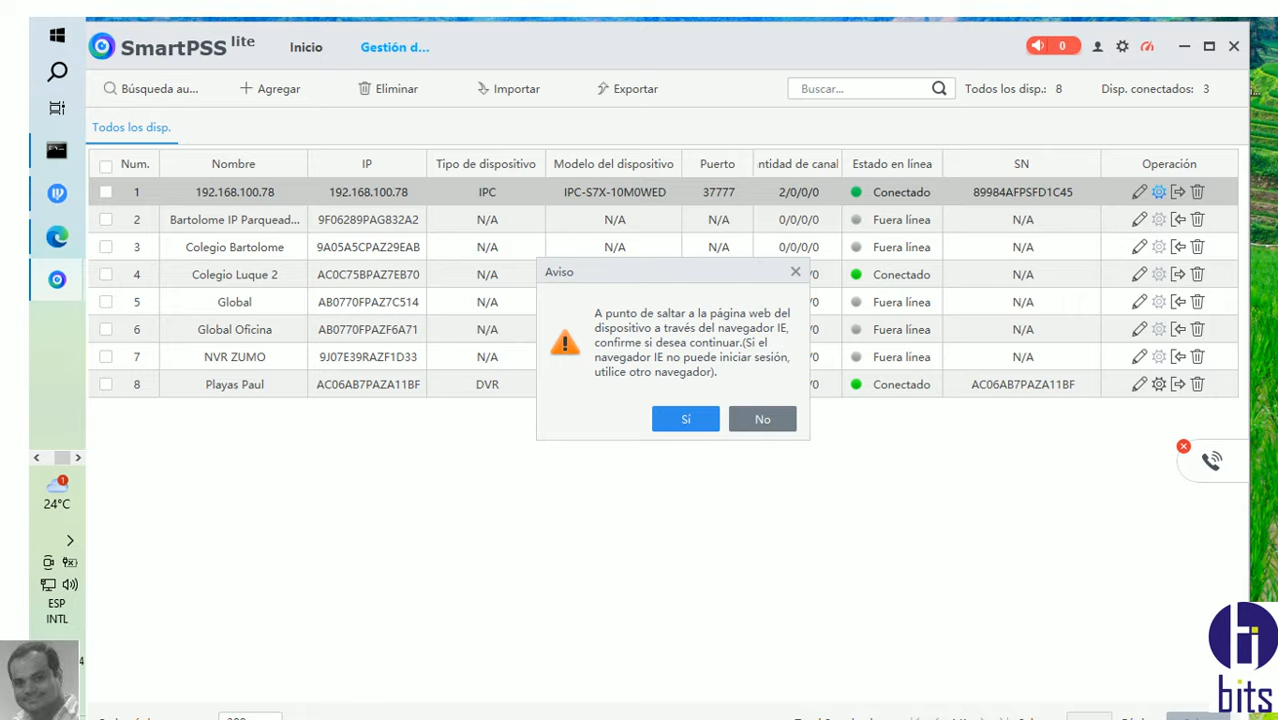 SmartPSS lite Inicio Gestión d... 0
Búsqueda au... Agregar Eliminar Importar Exportar Buscar... Todos los disp.: 8 Disp. conectados: 3
Todos los disp.
Num. Nombre IP Tipo de dispositivo Modelo del dispositivo Puerto ntidad de canal Estado en línea SN Operación
1 192.168.100.78 192.168.100.78 IPC IPC-S7X-10M0WED 37777 2/0/0/0 Conectado 89984AFPSFD1C45
2 Bartolome IP Parquead... 9F06289PAG832A2 N/A N/A N/A 0/0/0/0 Fuera línea N/A
3 Colegio Bartolome 9A05A5CPAZ29EAB N/A N/A N/A 0/0/0/0 Fuera línea N/A
4 Colegio Luque 2 AC0C75BPAZ7EB70 N/A Conectado N/A
5 Global AB0770FPAZ7C514 N/A Fuera línea N/A
6 Global Oficina AB0770FPAZF6A71 N/A Fuera línea N/A
7 NVR ZUMO 9J07E39RAZF1D33 N/A Fuera línea N/A
8 Playas Paul AC06AB7PAZA11BF DVR /0 Conectado AC06AB7PAZA11BF
Aviso
A punto de saltar a la página web del
dispositivo a través del navegador IE,
confirme si desea continuar.(Si el
navegador IE no puede iniciar sesión,
utilice otro navegador).
Sí No
1
24°C
ESP
INTL
4
hj
bits